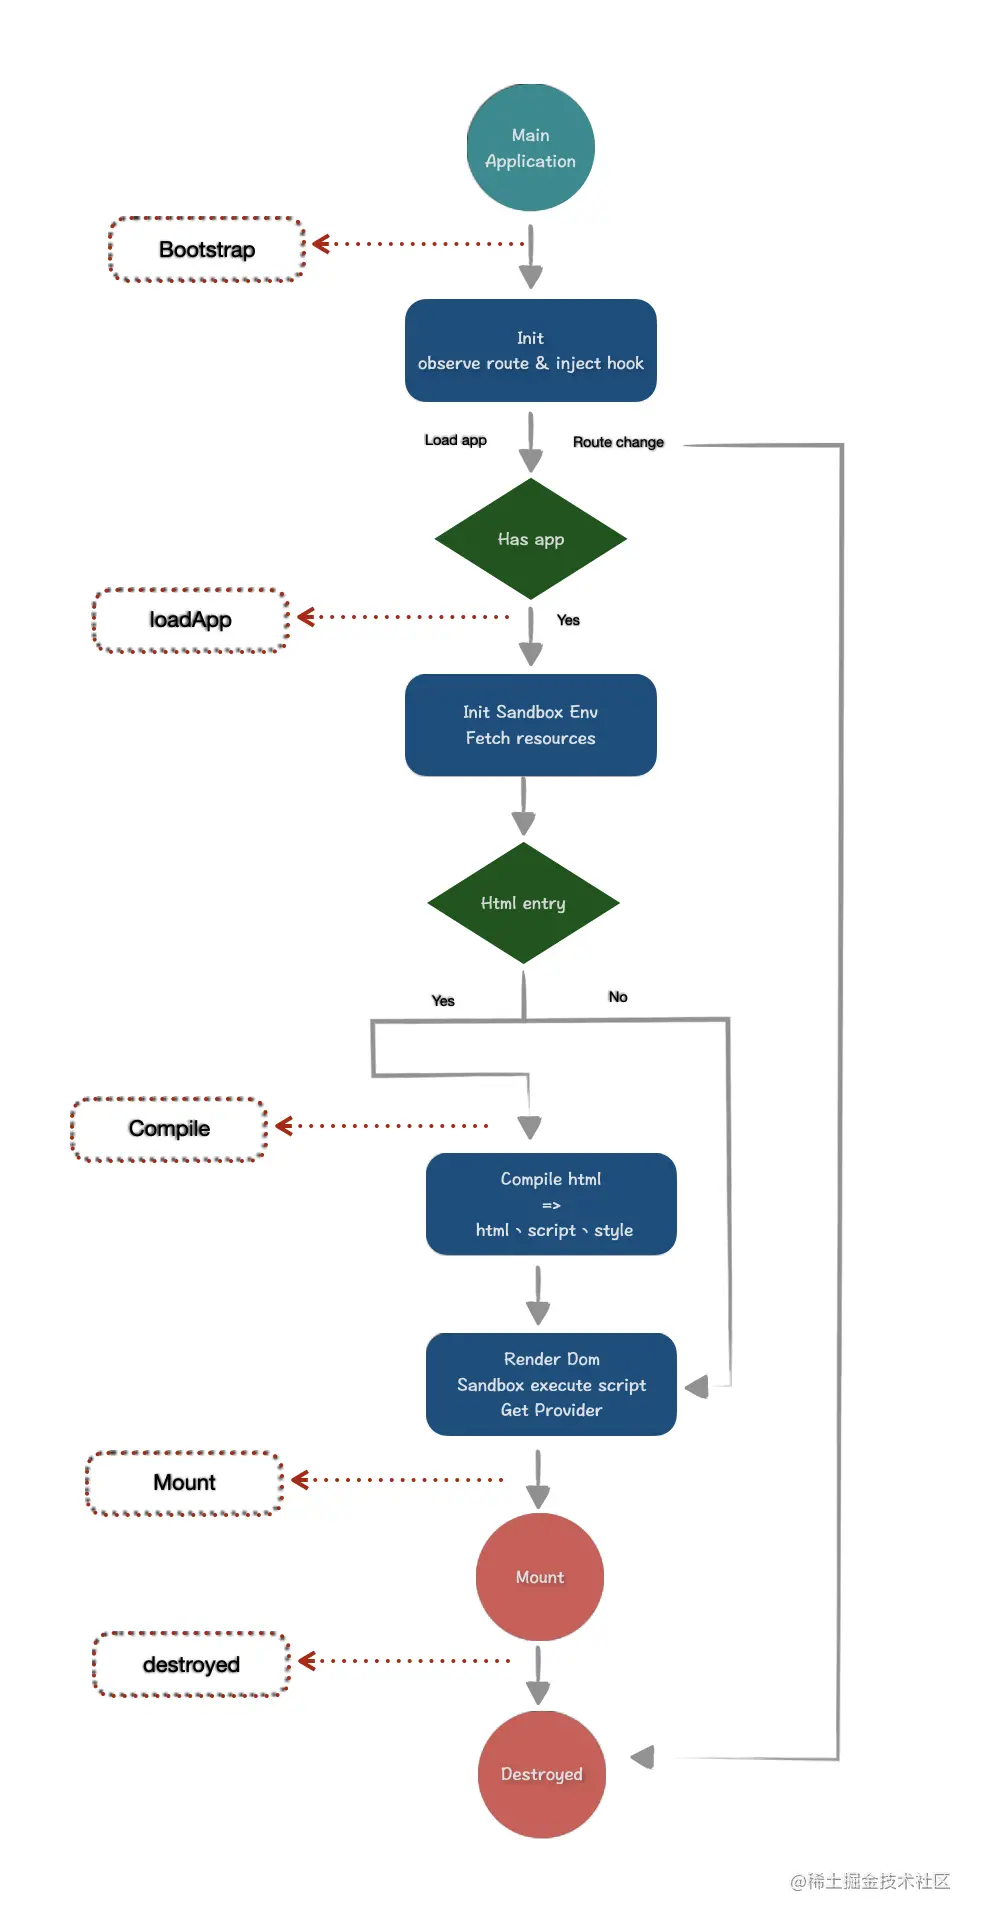 Main
Application
Bootstrap
Init
observe route & inject hook
Load app
Route change
Has app
loadApp
Yes
Init Sandbox Env
Fetch resources
Html entry
Yes
No
Compile
Compile html
=>
html、script、style
Render Dom
Sandbox execute script
Get Provider
Mount
Mount
destroyed
Destroyed
@稀土掘金技术社区